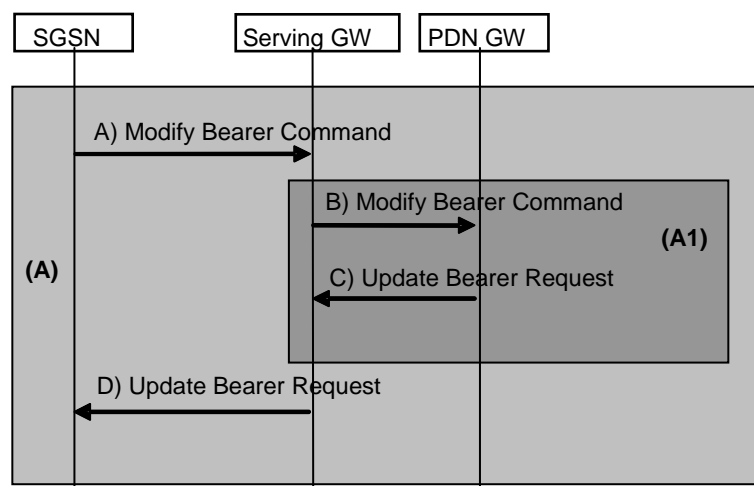 SGSN
Serving GW
PDN GW
A) Modify Bearer Command
B) Modify Bearer Command
(A1)
(A)
C) Update Bearer Request
D) Update Bearer Request